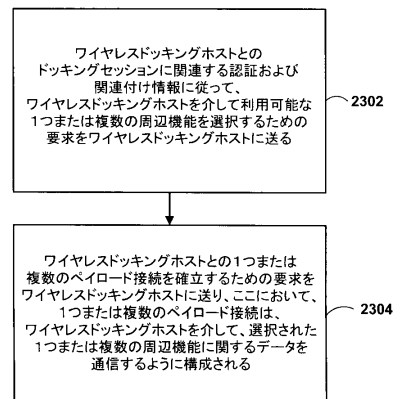 ワイヤレスドッキングホストとの
ドッキングセッションに関連する認証および
関連付け情報に従って、
ワイヤレスドッキングホストを介して利用可能な
1つまたは複数の周辺機能を選択するための
要求をワイヤレスドッキングホストに送る
2302
ワイヤレスドッキングホストとの1つまたは
複数のペイロード接続を確立するための要求を
ワイヤレスドッキングホストに送り、ここにおいて、
1つまたは複数のペイロード接続は、
ワイヤレスドッキングホストを介して、選択された
1つまたは複数の周辺機能に関するデータを
通信するように構成される
2304